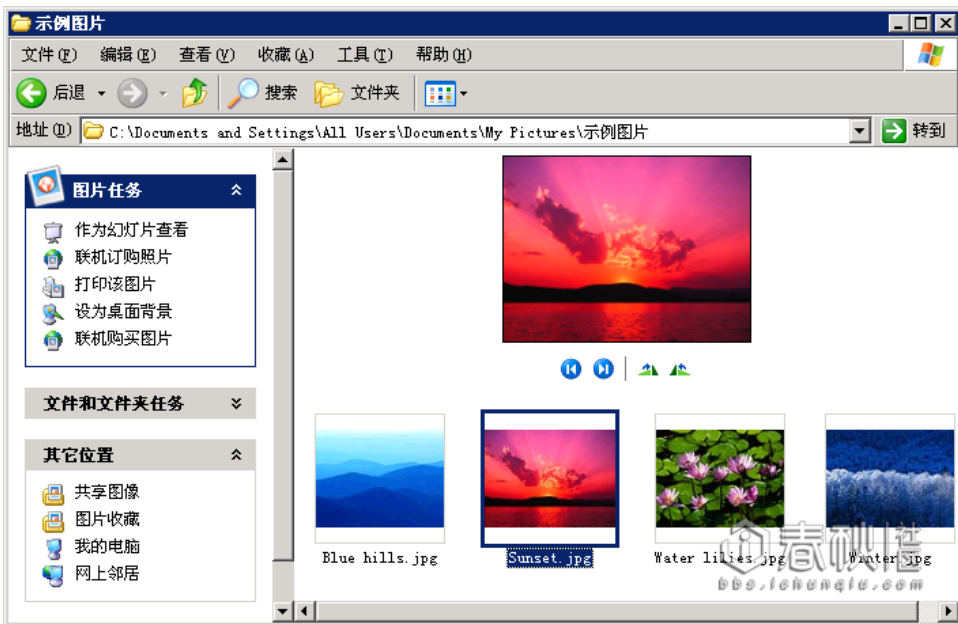 示例图片
文件(F) 编辑(E) 查看(V) 收藏(A) 工具(T) 帮助(H)
后退 搜索 文件夹
地址(D) C:\Documents and Settings\All Users\Documents\My Pictures\示例图片 转到
图片任务
作为幻灯片查看
联机订购照片
打印该图片
设为桌面背景
联机购买图片
文件和文件夹任务
其它位置
共享图像
图片收藏
我的电脑
网上邻居
Blue hills.jpg Sunset.jpg Water lilies.jpg Winter.jpg
春秋 社区
bbs.ichunqiu.com